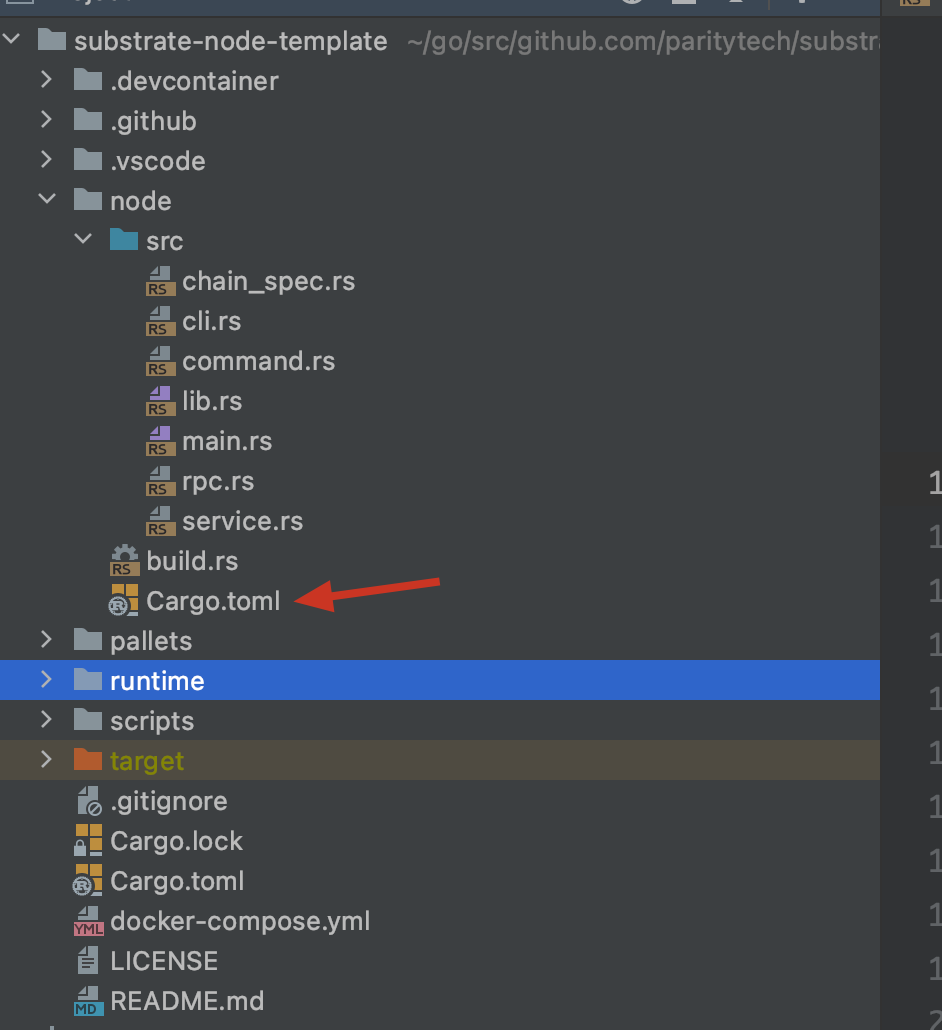 substrate-node-template ~/go/src/github.com/paritytech/substr
.devcontainer
.github
.vscode
node
src
RS chain_spec.rs
RS cli.rs
RS command.rs
RS lib.rs
RS main.rs
RS rpc.rs
RS service.rs
RS build.rs
R Cargo.toml
pallets
runtime
scripts
target
.gitignore
Cargo.lock
R Cargo.toml
YML docker-compose.yml
LICENSE
MD README.md